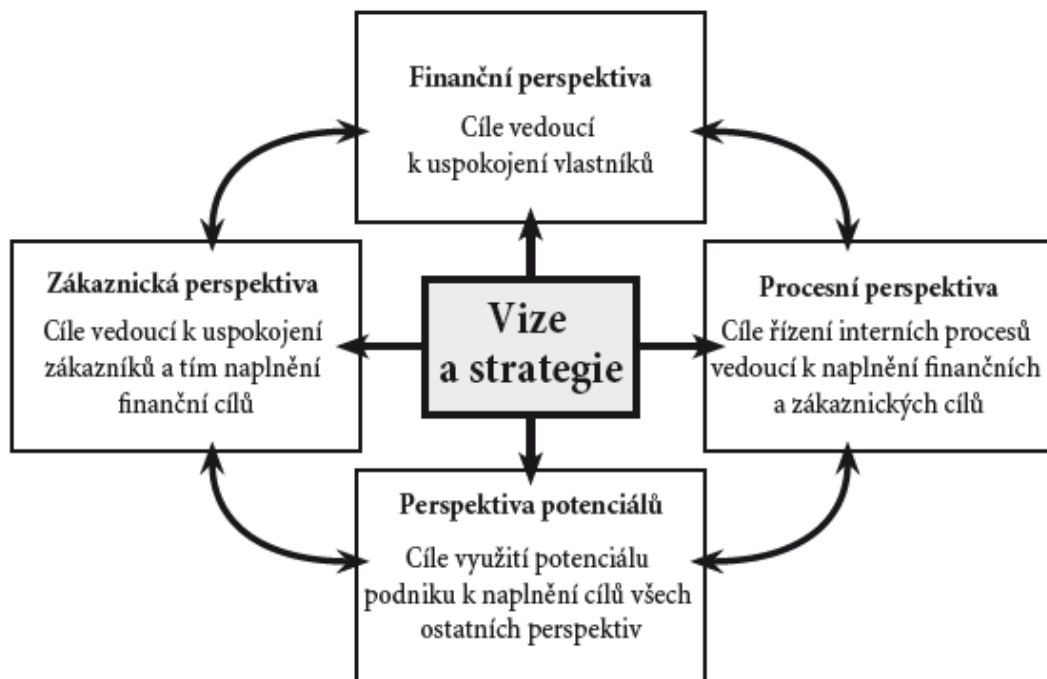 Finanční perspektiva
Cíle vedoucí
k uspokojení vlastníků
Zákaznická perspektiva
Cíle vedoucí k uspokojení
zákazníků a tím naplnění
finanční cílů
Vize
a strategie
Procesní perspektiva
Cíle řízení interních procesů
vedoucí k naplnění finančních
a zákaznických cílů
Perspektiva potenciálů
Cíle využití potenciálu
podniku k naplnění cílů všech
ostatních perspektiv